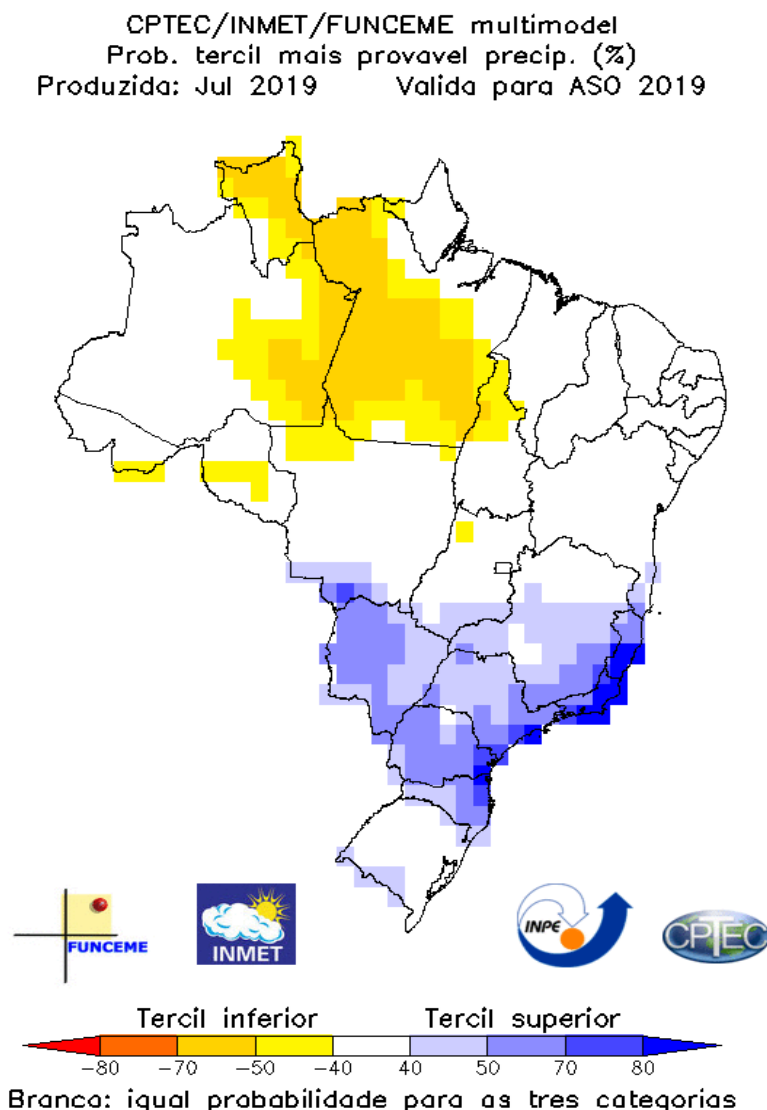 CPTEC/INMET/FUNCEME multimodel
Prob. tercil mais provavel precip. (%)
Produzida: Jul 2019 Valida para ASO 2019
FUNCEME
INMET
INPE
CPTEC
Tercil inferior Tercil superior
-80 -70 -50 -40 40 50 70 80
Branca: igual probabilidade para as tres categorias